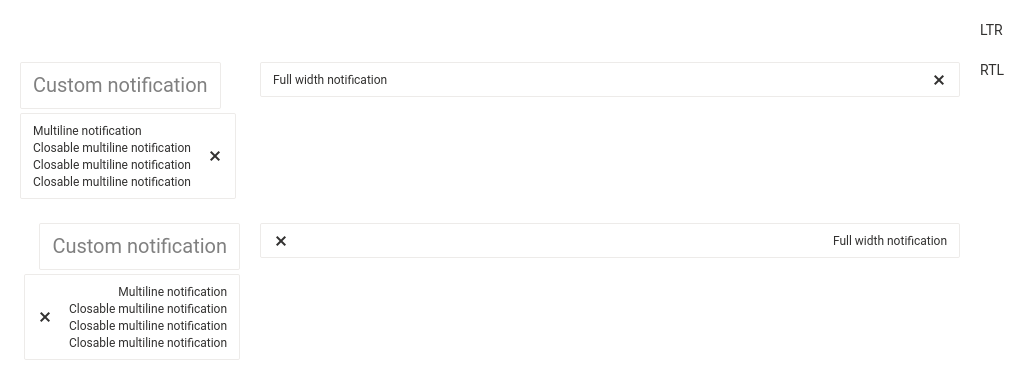 LTR
RTL
Custom notification
Full width notification
Multiline notification
Closable multiline notification
Closable multiline notification
Closable multiline notification
Custom notification
Full width notification
Multiline notification
Closable multiline notification
Closable multiline notification
Closable multiline notification